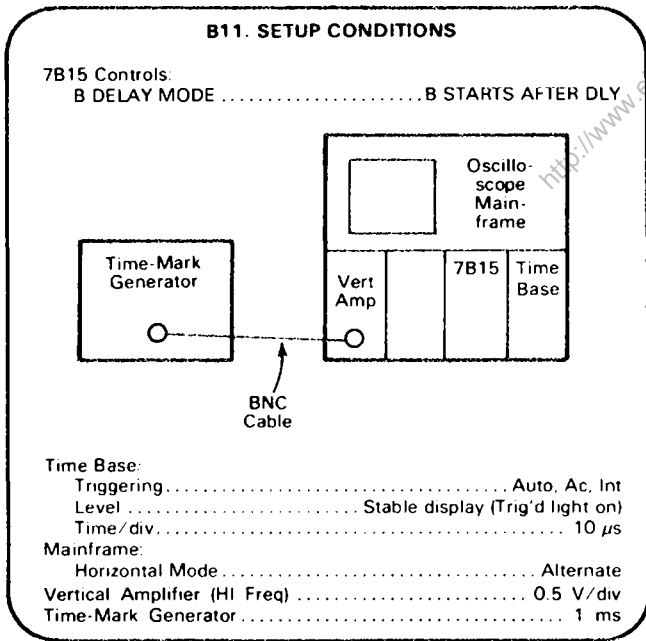 B11. SETUP CONDITIONS
7B15 Controls:
B DELAY MODE ...................... B STARTS AFTER DLY
http://www.e
Oscillo-
scope
Main-
frame
Time-Mark
Generator
Vert
Amp
7B15
Time
Base
BNC
Cable
Time Base:
Triggering ..................................... Auto, Ac, Int
Level .................... Stable display (Trig'd light on)
Time/div ........................................... 10 µs
Mainframe:
Horizontal Mode ................................ Alternate
Vertical Amplifier (HI Freq) .................... 0.5 V/div
Time-Mark Generator ................................ 1 ms